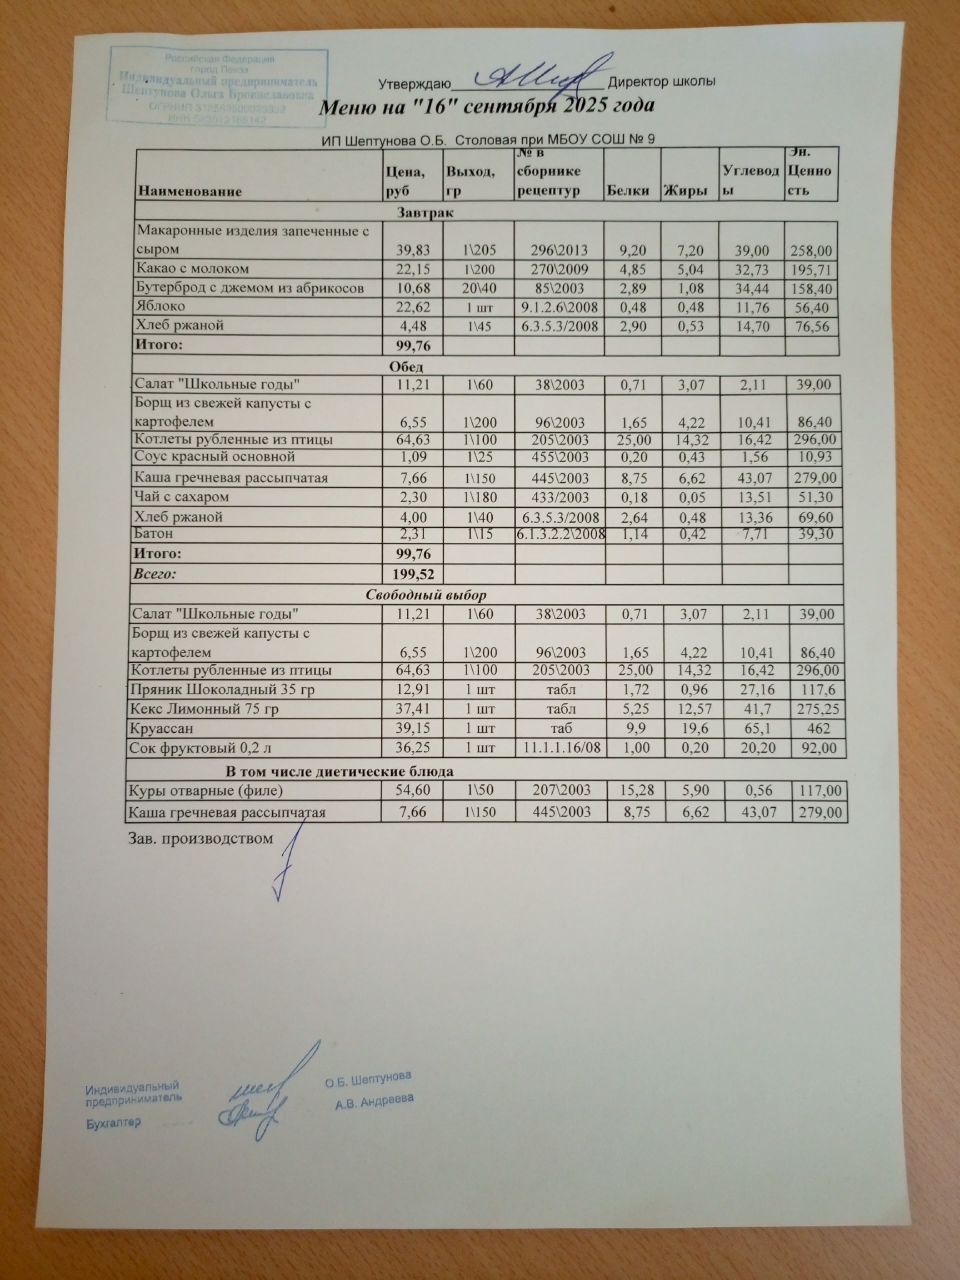 Российская Федерация
город Пенза
Индивидуальный предприниматель
Шептунова Ольга Брониславовна
Утверждаю Директор школы
Меню на "16" сентября 2025 года
ИП Шептунова О.Б. Столовая при МБОУ СОШ № 9
Наименование Цена, руб Выход, гр № в сборнике рецептур Белки Жиры Углеводы Эн. Ценность
Завтрак
Макаронные изделия запеченные с
сыром 39,83 1\205 296\2013 9,20 7,20 39,00 258,00
Какао с молоком 22,15 1\200 270\2009 4,85 5,04 32,73 195,71
Бутерброд с джемом из абрикосов 10,68 20\40 85\2003 2,89 1,08 34,44 158,40
Яблоко 22,62 1 шт 9.1.2.6\2008 0,48 0,48 11,76 56,40
Хлеб ржаной 4,48 1\45 6.3.5.3/2008 2,90 0,53 14,70 76,56
Итого: 99,76
Обед
Салат "Школьные годы" 11,21 1\60 38\2003 0,71 3,07 2,11 39,00
Борщ из свежей капусты с
картофелем 6,55 1\200 96\2003 1,65 4,22 10,41 86,40
Котлеты рубленные из птицы 64,63 1\100 205\2003 25,00 14,32 16,42 296,00
Соус красный основной 1,09 1\25 455\2003 0,20 0,43 1,56 10,93
Каша гречневая рассыпчатая 7,66 1\150 445\2003 8,75 6,62 43,07 279,00
Чай с сахаром 2,30 1\180 433/2003 0,18 0,05 13,51 51,30
Хлеб ржаной 4,00 1\40 6.3.5.3/2008 2,64 0,48 13,36 69,60
Батон 2,31 1\15 6.1.3.2.2\2008 1,14 0,42 7,71 39,30
Итого: 99,76
Всего: 199,52
Свободный выбор
Салат "Школьные годы" 11,21 1\60 38\2003 0,71 3,07 2,11 39,00
Борщ из свежей капусты с
картофелем 6,55 1\200 96\2003 1,65 4,22 10,41 86,40
Котлеты рубленные из птицы 64,63 1\100 205\2003 25,00 14,32 16,42 296,00
Пряник Шоколадный 35 гр 12,91 1 шт табл 1,72 0,96 27,16 117,6
Кекс Лимонный 75 гр 37,41 1 шт табл 5,25 12,57 41,7 275,25
Круассан 39,15 1 шт таб 9,9 19,6 65,1 462
Сок фруктовый 0,2 л 36,25 1 шт 11.1.1.16/08 1,00 0,20 20,20 92,00
В том числе диетические блюда
Куры отварные (филе) 54,60 1\50 207\2003 15,28 5,90 0,56 117,00
Каша гречневая рассыпчатая 7,66 1\150 445\2003 8,75 6,62 43,07 279,00
Зав. производством
Индивидуальный
предприниматель О.Б. Шептунова
Бухгалтер А.В. Андреева